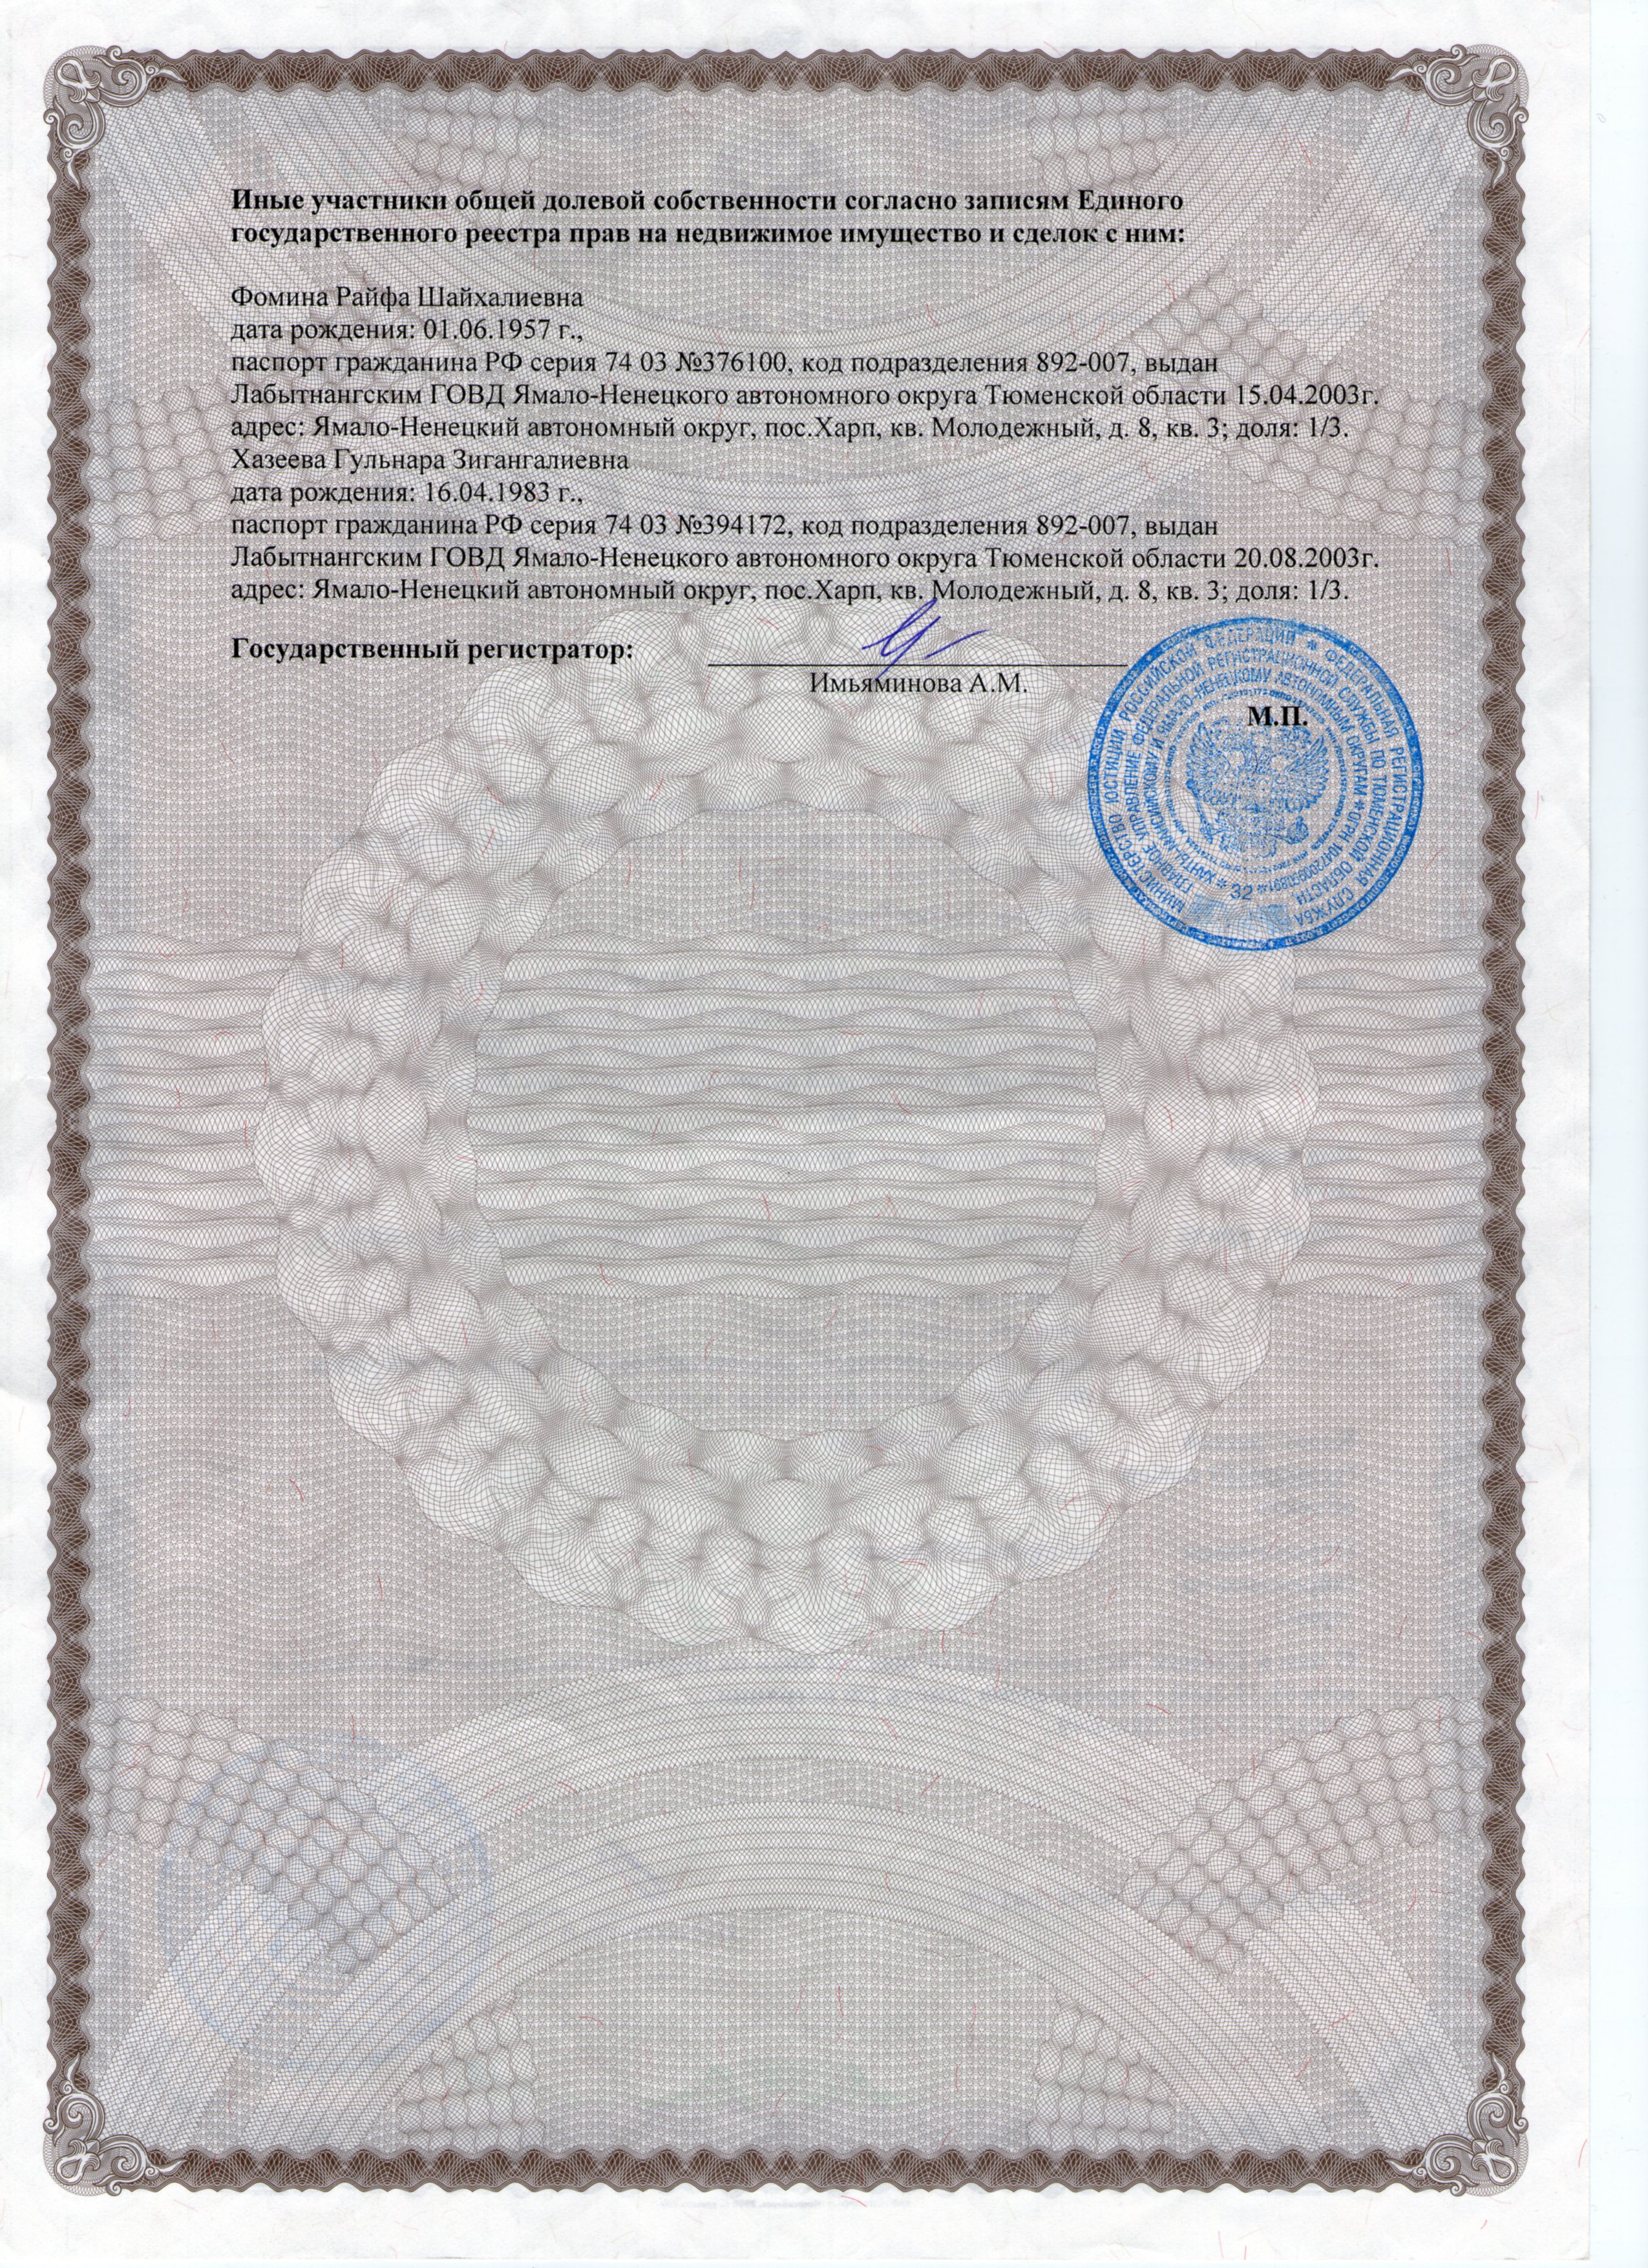 Иные участники общей долевой собственности согласно записям Единого
государственного реестра прав на недвижимое имущество и сделок с ним:
Фомина Райфа Шайхалиевна
дата рождения: 01.06.1957 г.,
паспорт гражданина РФ серия 74 03 №376100, код подразделения 892-007, выдан
Лабытнангским ГОВД Ямало-Ненецкого автономного округа Тюменской области 15.04.2003г.
адрес: Ямало-Ненецкий автономный округ, пос.Харп, кв. Молодежный, д. 8, кв. 3; доля: 1/3.
Хазеева Гульнара Зигангалиевна
дата рождения: 16.04.1983 г.,
паспорт гражданина РФ серия 74 03 №394172, код подразделения 892-007, выдан
Лабытнангским ГОВД Ямало-Ненецкого автономного округа Тюменской области 20.08.2003г.
адрес: Ямало-Ненецкий автономный округ, пос.Харп, кв. Молодежный, д. 8, кв. 3; доля: 1/3.
Государственный регистратор:
Имьяминова А.М.
М.П.
МИНИСТЕРСТВО ЮСТИЦИИ РОССИЙСКОЙ ФЕДЕРАЦИИ * ФЕДЕРАЛЬНАЯ РЕГИСТРАЦИОННАЯ СЛУЖБА
ГЛАВНОЕ УПРАВЛЕНИЕ ФЕДЕРАЛЬНОЙ РЕГИСТРАЦИОННОЙ СЛУЖБЫ ПО ТЮМЕНСКОЙ ОБЛАСТИ
ХАНТЫ-МАНСИЙСКОМУ И ЯМАЛО-НЕНЕЦКОМУ АВТОНОМНЫМ ОКРУГАМ * ОГРН
* 32 *